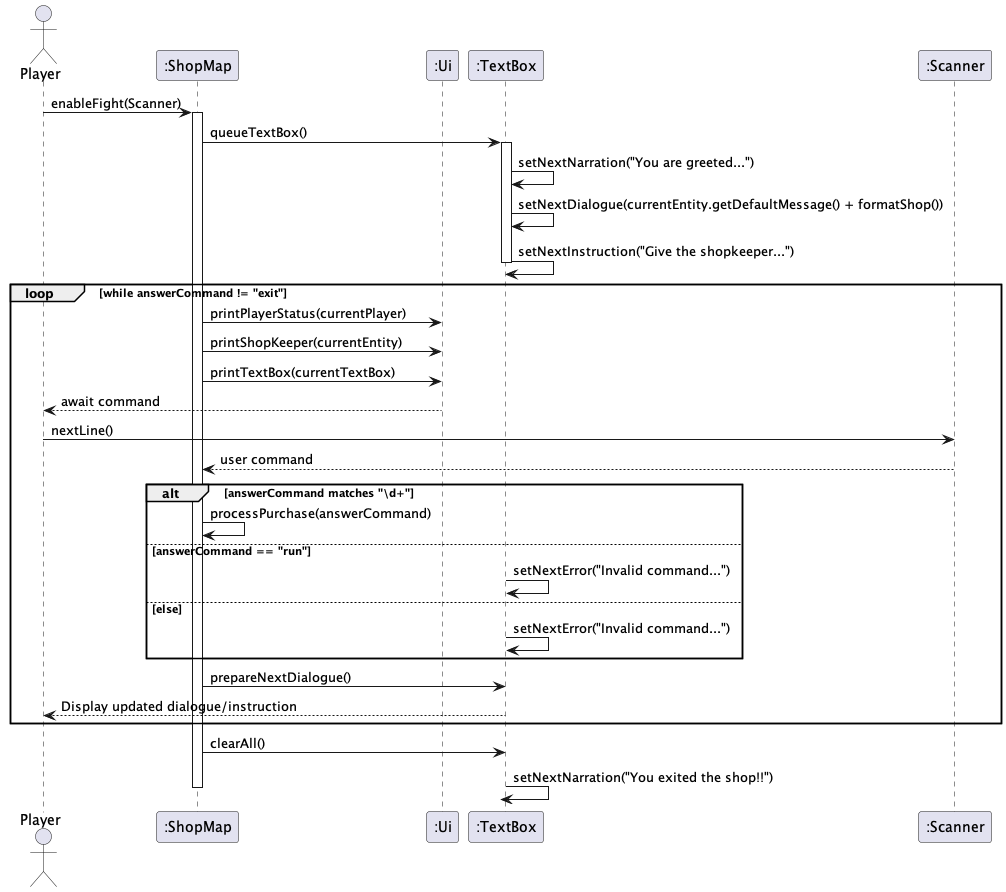 Player
:ShopMap
:Ui
:TextBox
:Scanner
enableFight(Scanner)
queueTextBox()
setNextNarration("You are greeted...")
setNextDialogue(currentEntity.getDefaultMessage() + formatShop())
setNextInstruction("Give the shopkeeper...")
loop
[while answerCommand != "exit"]
printPlayerStatus(currentPlayer)
printShopKeeper(currentEntity)
printTextBox(currentTextBox)
await command
nextLine()
user command
alt
[answerCommand matches "\d+"]
processPurchase(answerCommand)
[answerCommand == "run"]
setNextError("Invalid command...")
[else]
setNextError("Invalid command...")
prepareNextDialogue()
Display updated dialogue/instruction
clearAll()
setNextNarration("You exited the shop!!")
Player
:ShopMap
:Ui
:TextBox
:Scanner